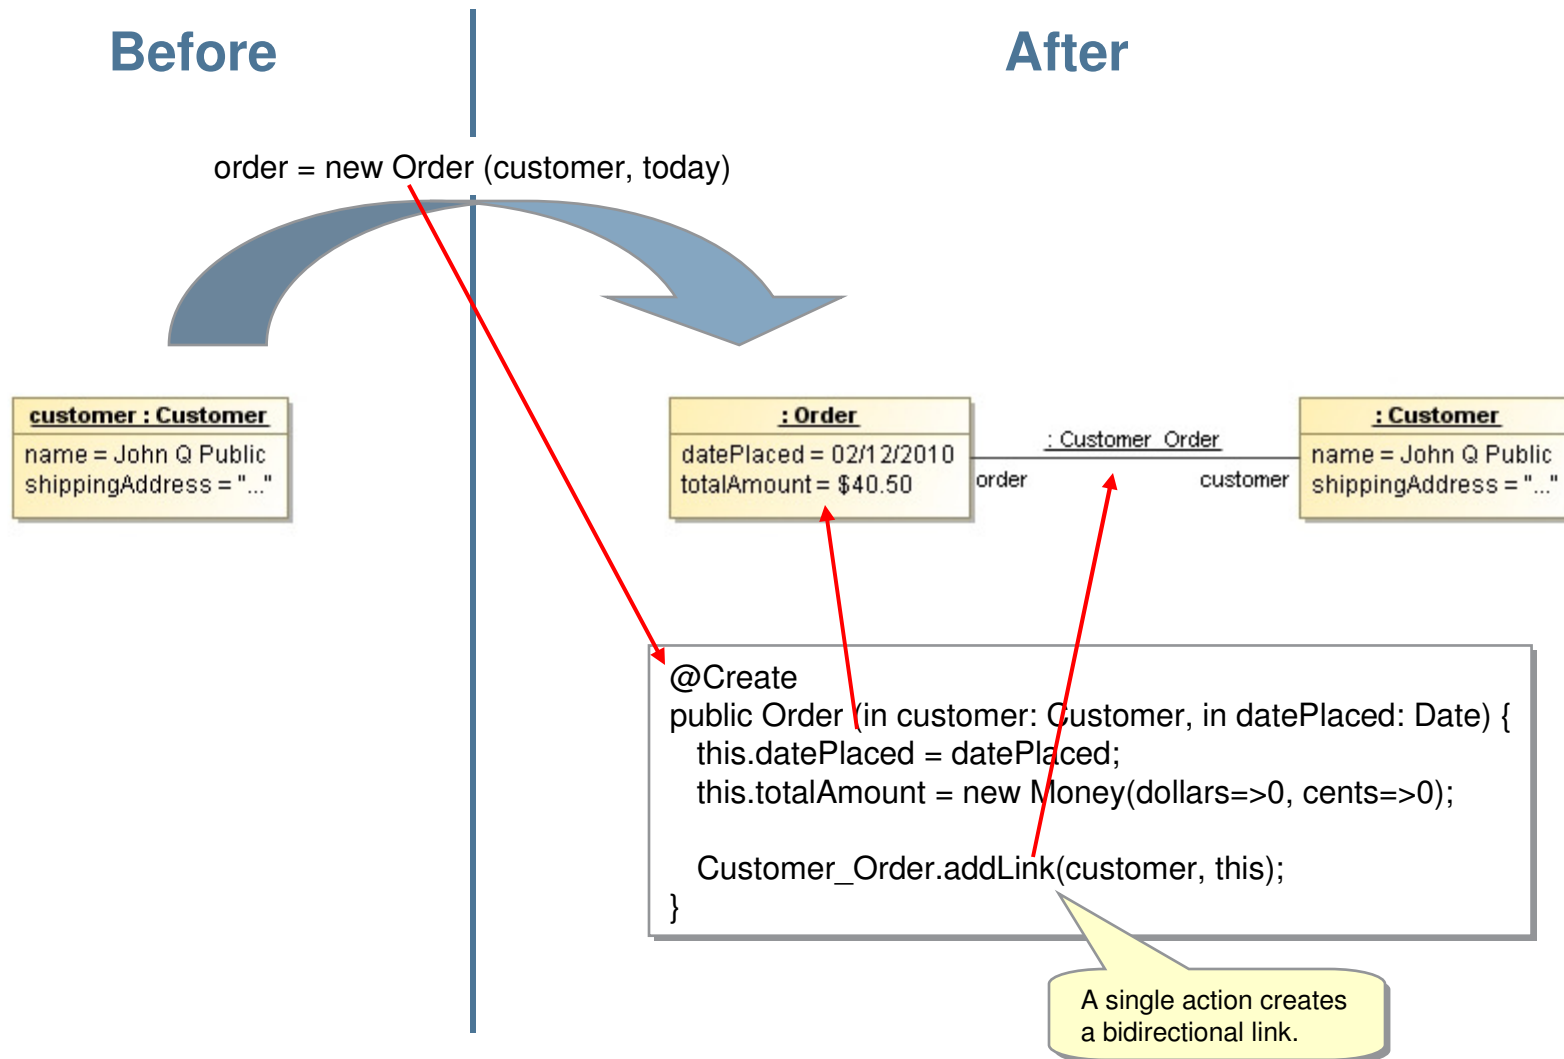 Before
After
order = new Order (customer, today)
customer : Customer
name = John Q Public
shippingAddress = "..."
: Order
datePlaced = 02/12/2010
totalAmount = $40.50
: Customer_Order
order
customer
: Customer
name = John Q Public
shippingAddress = "..."
@Create
public Order (in customer: Customer, in datePlaced: Date) {
this.datePlaced = datePlaced;
this.totalAmount = new Money(dollars=>0, cents=>0);
Customer_Order.addLink(customer, this);
}
A single action creates
a bidirectional link.